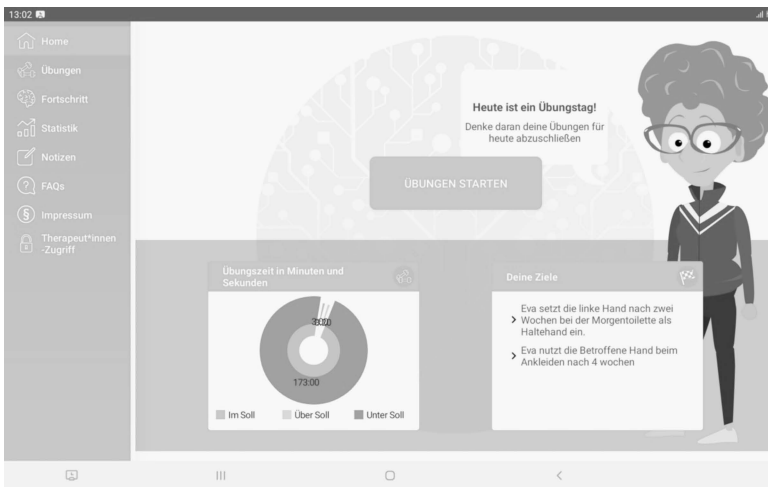 13:02
Home
Übungen
Fortschritt
Statistik
Notizen
FAQs
Impressum
Therapeut*innen
-Zugriff
Heute ist ein Übungstag!
Denke daran deine Übungen für
heute abzuschließen
ÜBUNGEN STARTEN
Übungszeit in Minuten und
Sekunden
173:00
Im Soll
Über Soll
Unter Soll
Deine Ziele
Eva setzt die linke Hand nach zwei
Wochen bei der Morgentoilette als
Haltehand ein.
Eva nutzt die Betroffene Hand beim
Ankleiden nach 4 wochen